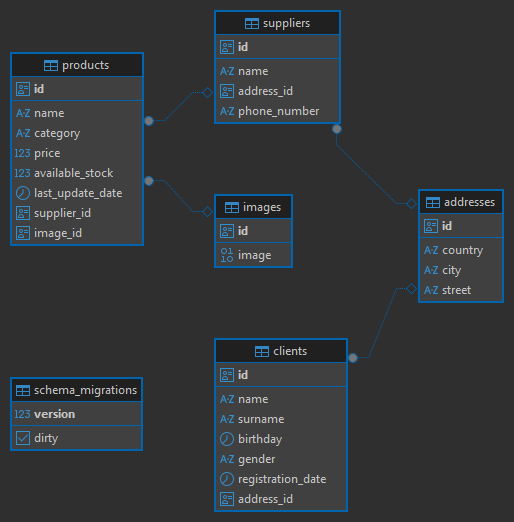 suppliers
id
name
address_id
phone_number
products
id
name
category
price
available_stock
last_update_date
supplier_id
image_id
images
id
image
addresses
id
country
city
street
clients
id
name
surname
birthday
gender
registration_date
address_id
schema_migrations
version
dirty